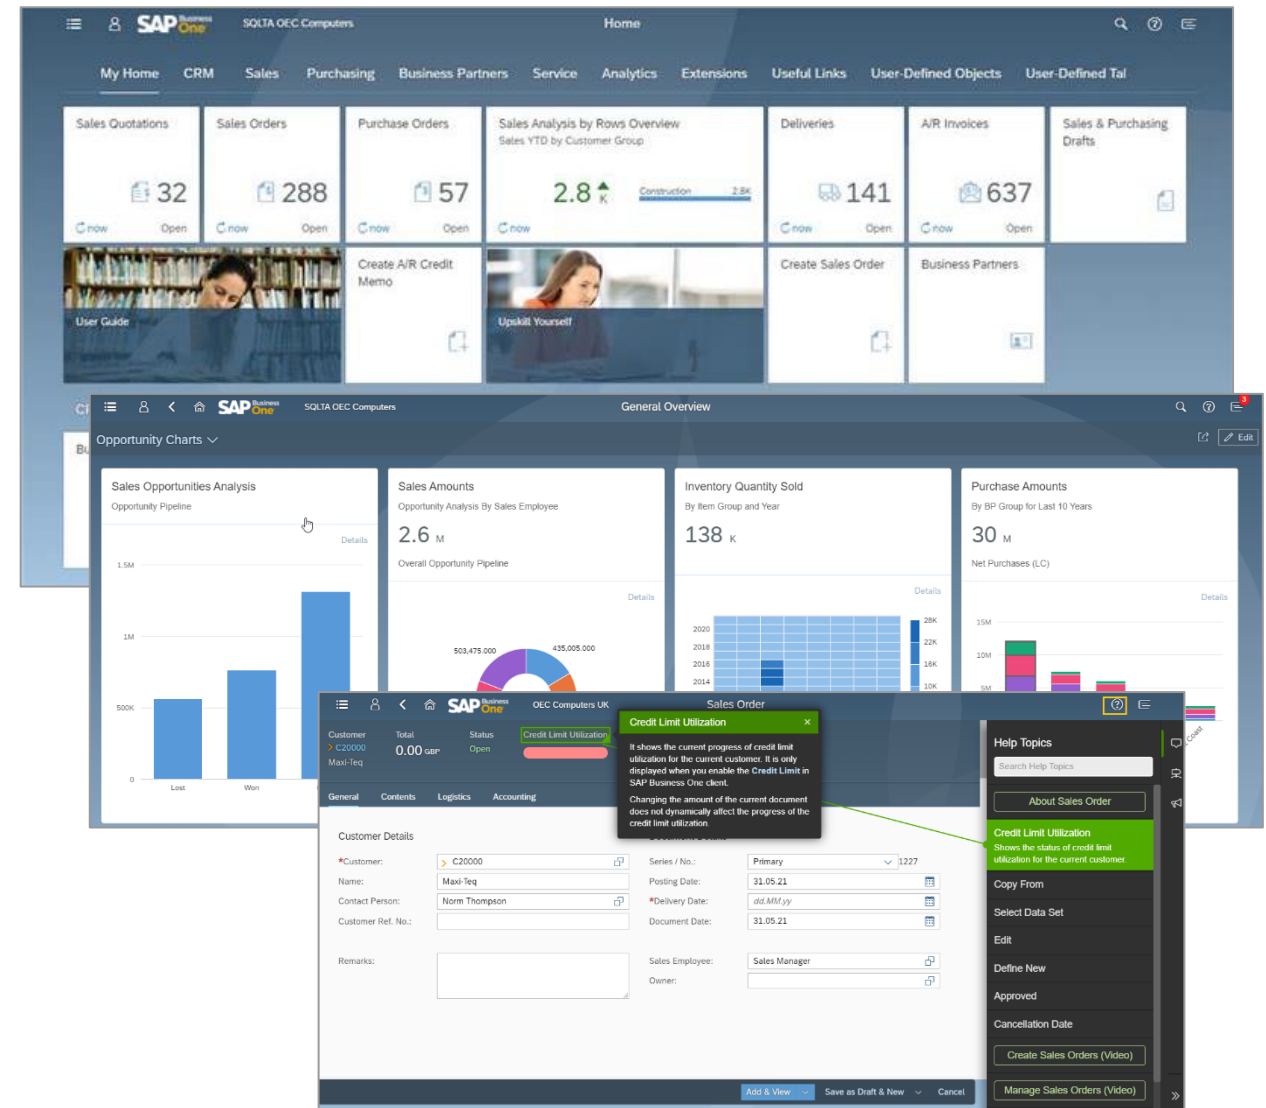 SAP Business One
SQLTA OEC Computers
Home
My Home
CRM
Sales
Purchasing
Business Partners
Service
Analytics
Extensions
Useful Links
User-Defined Objects
User-Defined Tal
Sales Quotations
32
now
Open
Sales Orders
288
now
Open
Purchase Orders
57
now
Open
Sales Analysis by Rows Overview
Sales YTD by Customer Group
2.8 K
Construction 2.8K
now
Deliveries
141
now
Open
A/R Invoices
637
now
Open
Sales & Purchasing
Drafts
User Guide
Create A/R Credit
Memo
Upskill Yourself
Create Sales Order
Business Partners
SAP Business One
SQLTA OEC Computers
General Overview
3
Opportunity Charts
Edit
Sales Opportunities Analysis
Opportunity Pipeline
Details
1.5M
1M
500K
0
Lost
Won
Sales Amounts
Opportunity Analysis By Sales Employee
2.6 M
Overall Opportunity Pipeline
Details
503,475.000
435,005.000
Inventory Quantity Sold
By Item Group and Year
138 K
Details
2020
2018
2016
2014
28K
22K
16K
10K
Purchase Amounts
By BP Group for Last 10 Years
30 M
Net Purchases (LC)
Details
15M
10M
5M
Coast
SAP Business One
OEC Computers UK
Sales Order
Customer
C20000
Maxi-Teq
Total
0.00 GBP
Status
Open
Credit Limit Utilization
General
Contents
Logistics
Accounting
Credit Limit Utilization
It shows the current progress of credit limit
utilization for the current customer. It is only
displayed when you enable the Credit Limit in
SAP Business One client.
Changing the amount of the current document
does not dynamically affect the progress of the
credit limit utilization.
Customer Details
*Customer: C20000
Name: Maxi-Teq
Contact Person: Norm Thompson
Customer Ref. No.:
Remarks:
Document Details
Series / No.: Primary 1227
Posting Date: 31.05.21
*Delivery Date: dd.MM.yy
Document Date: 31.05.21
Sales Employee: Sales Manager
Owner:
Add & View
Save as Draft & New
Cancel
Help Topics
Search Help Topics
About Sales Order
Credit Limit Utilization
Shows the status of credit limit
utilization for the current customer.
Copy From
Select Data Set
Edit
Define New
Approved
Cancellation Date
Create Sales Orders (Video)
Manage Sales Orders (Video)